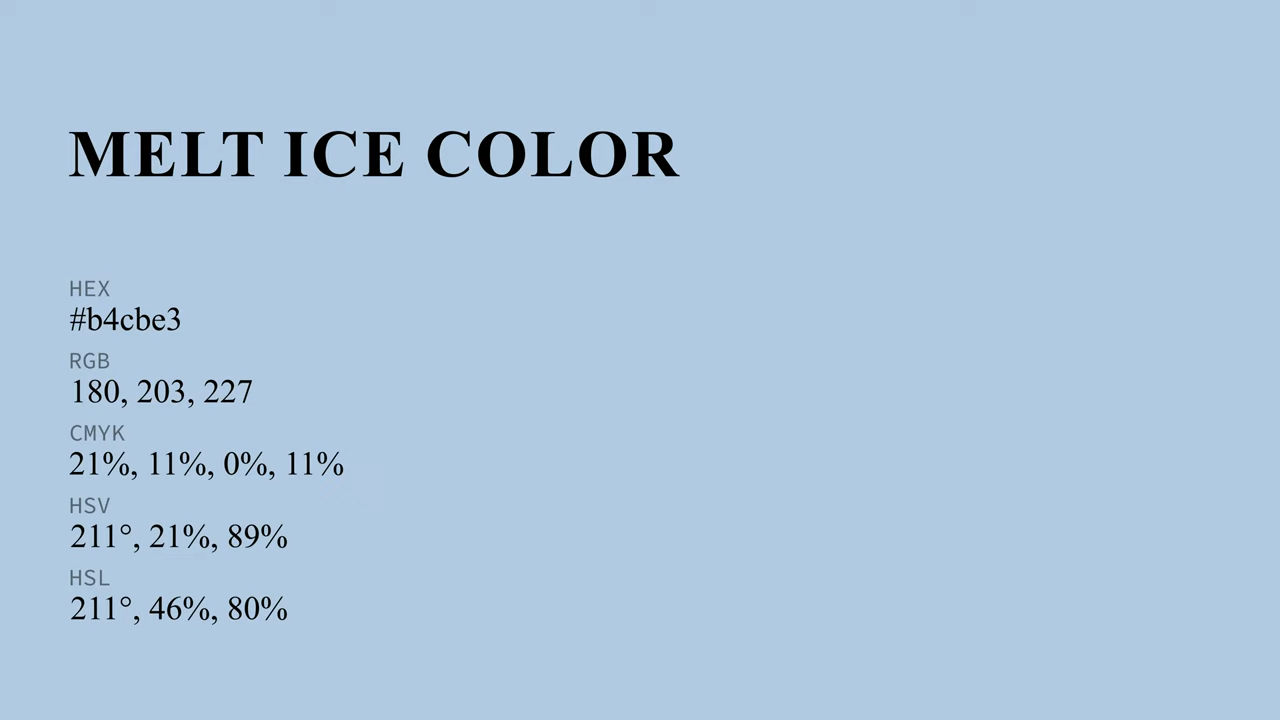 MELT ICE COLOR
HEX
#b4cbe3
RGB
180, 203, 227
CMYK
21%, 11%, 0%, 11%
HSV
211°, 21%, 89%
HSL
211°, 46%, 80%